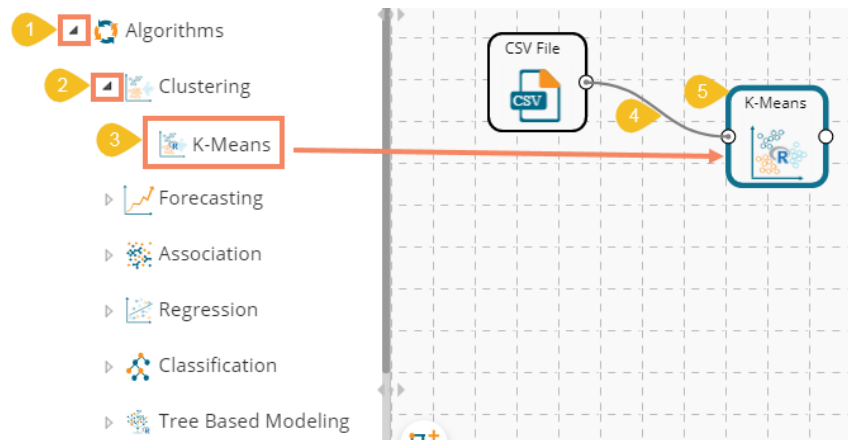 1 Algorithms
2 Clustering
3 K-Means
Forecasting
Association
Regression
Classification
Tree Based Modeling
R
CSV File
CSV
4
5
K-Means
R